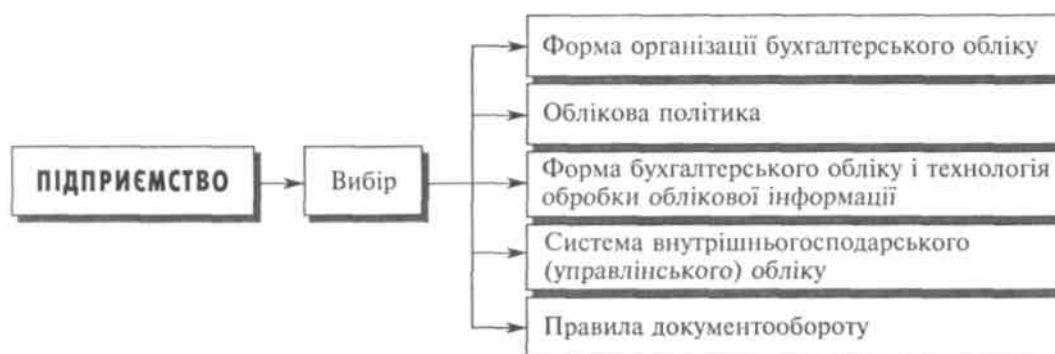 Форма організації бухгалтерського обліку
Облікова політика
ПІДПРИЄМСТВО
Вибір
Форма бухгалтерського обліку і технологія
обробки облікової інформації
Система внутрішньогосподарського
(управлінського) обліку
Правила документообороту